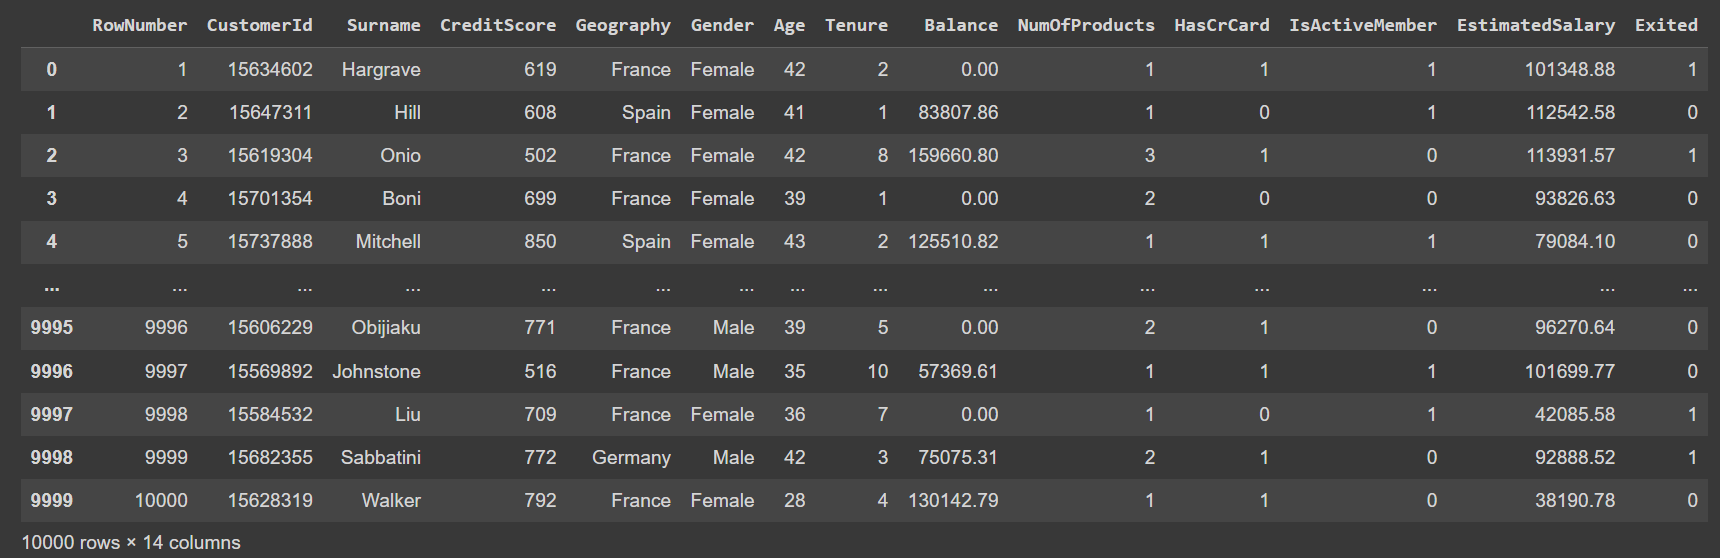 RowNumber CustomerId Surname CreditScore Geography Gender Age Tenure Balance NumOfProducts HasCrCard IsActiveMember EstimatedSalary Exited
0 1 15634602 Hargrave 619 France Female 42 2 0.00 1 1 1 101348.88 1
1 2 15647311 Hill 608 Spain Female 41 1 83807.86 1 0 1 112542.58 0
2 3 15619304 Onio 502 France Female 42 8 159660.80 3 1 0 113931.57 1
3 4 15701354 Boni 699 France Female 39 1 0.00 2 0 0 93826.63 0
4 5 15737888 Mitchell 850 Spain Female 43 2 125510.82 1 1 1 79084.10 0
... ... ... ... ... ... ... ... ... ... ... ... ... ... ...
9995 9996 15606229 Obijiaku 771 France Male 39 5 0.00 2 1 0 96270.64 0
9996 9997 15569892 Johnstone 516 France Male 35 10 57369.61 1 1 1 101699.77 0
9997 9998 15584532 Liu 709 France Female 36 7 0.00 1 0 1 42085.58 1
9998 9999 15682355 Sabbatini 772 Germany Male 42 3 75075.31 2 1 0 92888.52 1
9999 10000 15628319 Walker 792 France Female 28 4 130142.79 1 1 0 38190.78 0
10000 rows × 14 columns